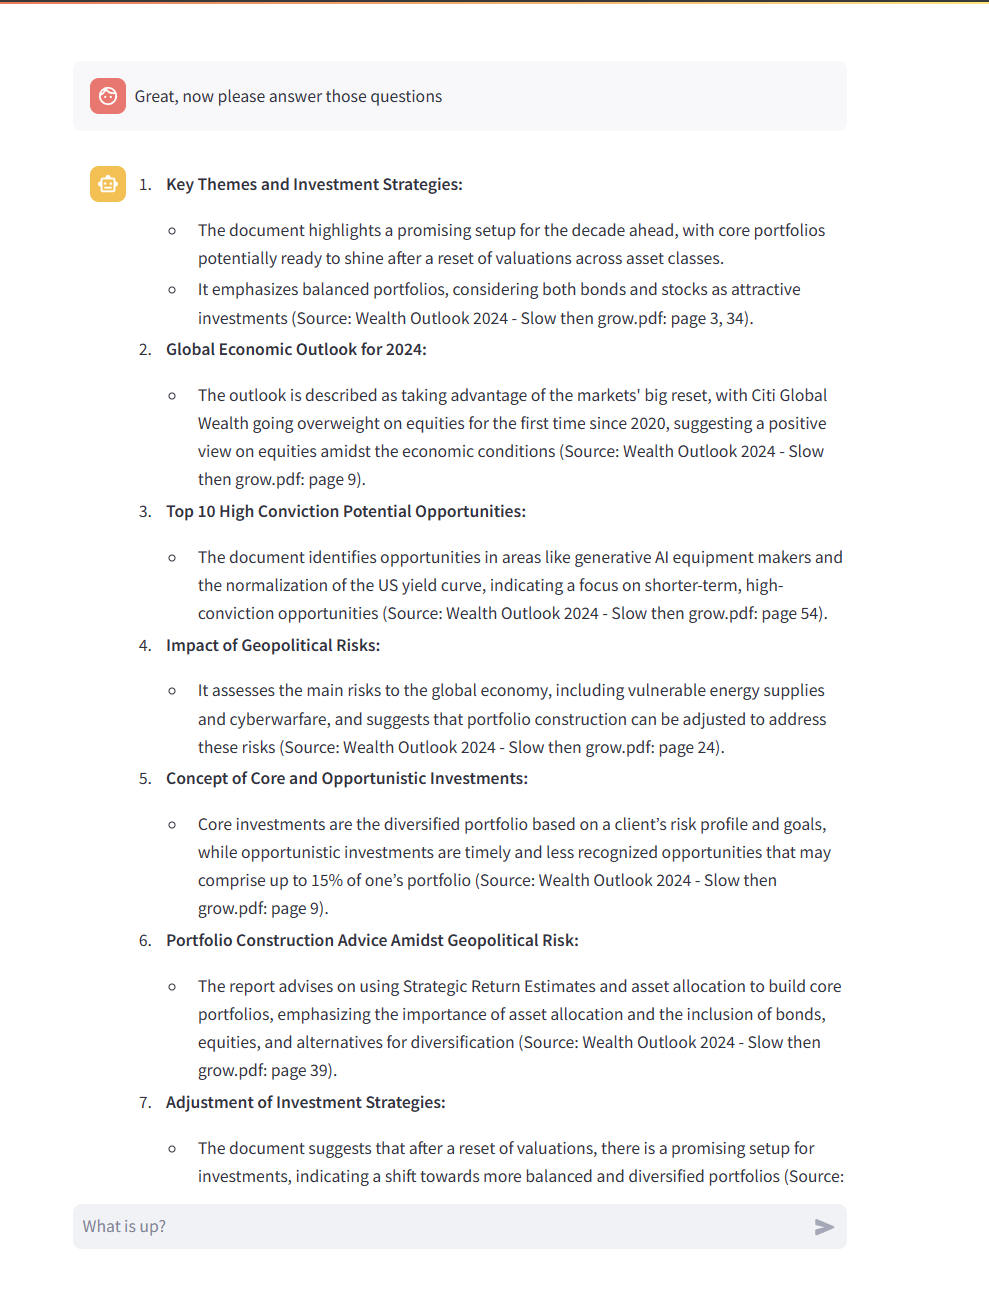 Great, now please answer those questions
1. Key Themes and Investment Strategies:
The document highlights a promising setup for the decade ahead, with core portfolios
potentially ready to shine after a reset of valuations across asset classes.
It emphasizes balanced portfolios, considering both bonds and stocks as attractive
investments (Source: Wealth Outlook 2024 - Slow then grow.pdf: page 3, 34).
2. Global Economic Outlook for 2024:
The outlook is described as taking advantage of the markets' big reset, with Citi Global
Wealth going overweight on equities for the first time since 2020, suggesting a positive
view on equities amidst the economic conditions (Source: Wealth Outlook 2024 - Slow
then grow.pdf: page 9).
3. Top 10 High Conviction Potential Opportunities:
The document identifies opportunities in areas like generative AI equipment makers and
the normalization of the US yield curve, indicating a focus on shorter-term, high-
conviction opportunities (Source: Wealth Outlook 2024 - Slow then grow.pdf: page 54).
4. Impact of Geopolitical Risks:
It assesses the main risks to the global economy, including vulnerable energy supplies
and cyberwarfare, and suggests that portfolio construction can be adjusted to address
these risks (Source: Wealth Outlook 2024 - Slow then grow.pdf: page 24).
5. Concept of Core and Opportunistic Investments:
Core investments are the diversified portfolio based on a client’s risk profile and goals,
while opportunistic investments are timely and less recognized opportunities that may
comprise up to 15% of one’s portfolio (Source: Wealth Outlook 2024 - Slow then
grow.pdf: page 9).
6. Portfolio Construction Advice Amidst Geopolitical Risk:
The report advises on using Strategic Return Estimates and asset allocation to build core
portfolios, emphasizing the importance of asset allocation and the inclusion of bonds,
equities, and alternatives for diversification (Source: Wealth Outlook 2024 - Slow then
grow.pdf: page 39).
7. Adjustment of Investment Strategies:
The document suggests that after a reset of valuations, there is a promising setup for
investments, indicating a shift towards more balanced and diversified portfolios (Source:
What is up?